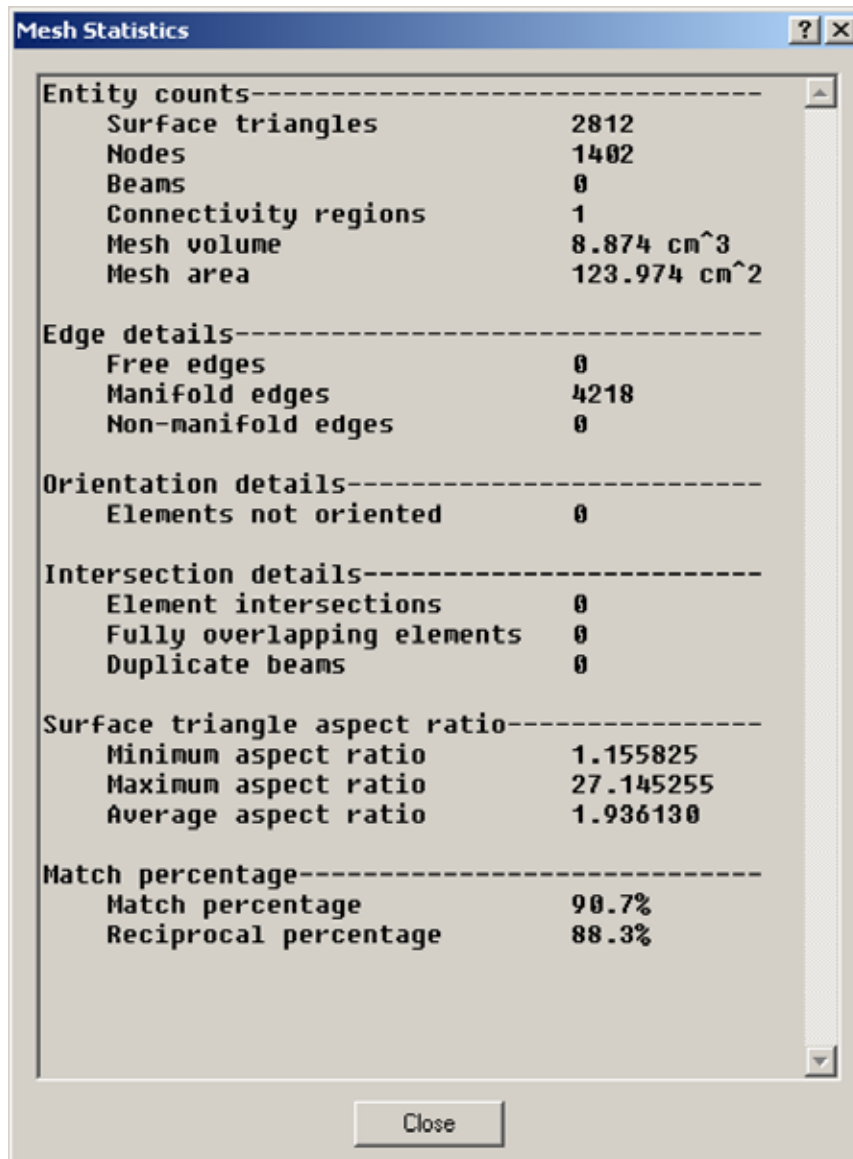 Mesh Statistics
Entity counts--------------------------------
Surface triangles 2812
Nodes 1402
Beams 0
Connectivity regions 1
Mesh volume 8.874 cm^3
Mesh area 123.974 cm^2
Edge details---------------------------------
Free edges 0
Manifold edges 4218
Non-manifold edges 0
Orientation details--------------------------
Elements not oriented 0
Intersection details-------------------------
Element intersections 0
Fully overlapping elements 0
Duplicate beams 0
Surface triangle aspect ratio----------------
Minimum aspect ratio 1.155825
Maximum aspect ratio 27.145255
Average aspect ratio 1.936130
Match percentage-----------------------------
Match percentage 90.7%
Reciprocal percentage 88.3%
Close